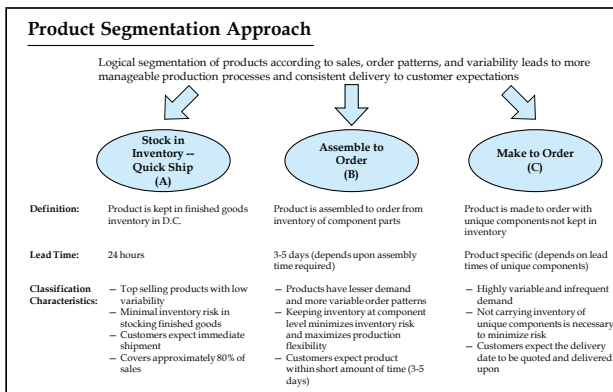 Product Segmentation Approach
Logical segmentation of products according to sales, order patterns, and variability leads to more
manageable production processes and consistent delivery to customer expectations
Stock in
Inventory --
Quick Ship
(A)
Assemble to
Order
(B)
Make to Order
(C)
Definition:
Product is kept in finished goods
inventory in D.C.
Product is assembled to order from
inventory of component parts
Product is made to order with
unique components not kept in
inventory
Lead Time:
24 hours
3-5 days (depends upon assembly
time required)
Product specific (depends on lead
times of unique components)
Classification
Characteristics:
– Top selling products with low
variability
– Minimal inventory risk in
stocking finished goods
– Customers expect immediate
shipment
– Covers approximately 80% of
sales
– Products have lesser demand
and more variable order patterns
– Keeping inventory at component
level minimizes inventory risk
and maximizes production
flexibility
– Customers expect product
within short amount of time (3-5
days)
– Highly variable and infrequent
demand
– Not carrying inventory of
unique components is necessary
to minimize risk
– Customers expect the delivery
date to be quoted and delivered
upon